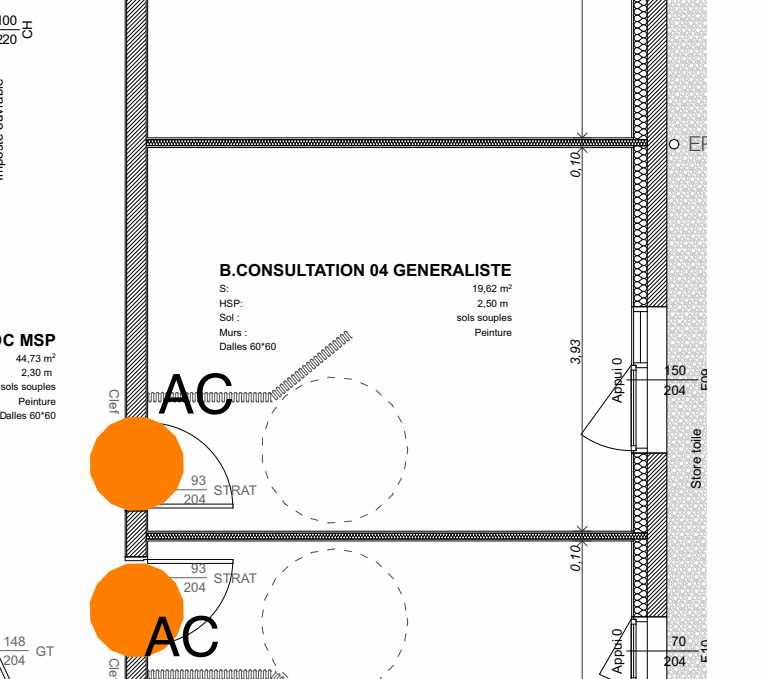 100
220
CH
0,10
EP
B.CONSULTATION 04 GENERALISTE
S: 19,62 m²
HSP: 2,50 m
Sol : sols souples
Murs : Peinture
Dalles 60*60
MSP
44,73 m²
2,30 m
sols souples
Peinture
Dalles 60*60
3,93
Appui 0
150
204
Store toile
Clef
AC
93
204
STRAT
0,10
93
204
STRAT
AC
148
204
GT
Appui 0
70
204